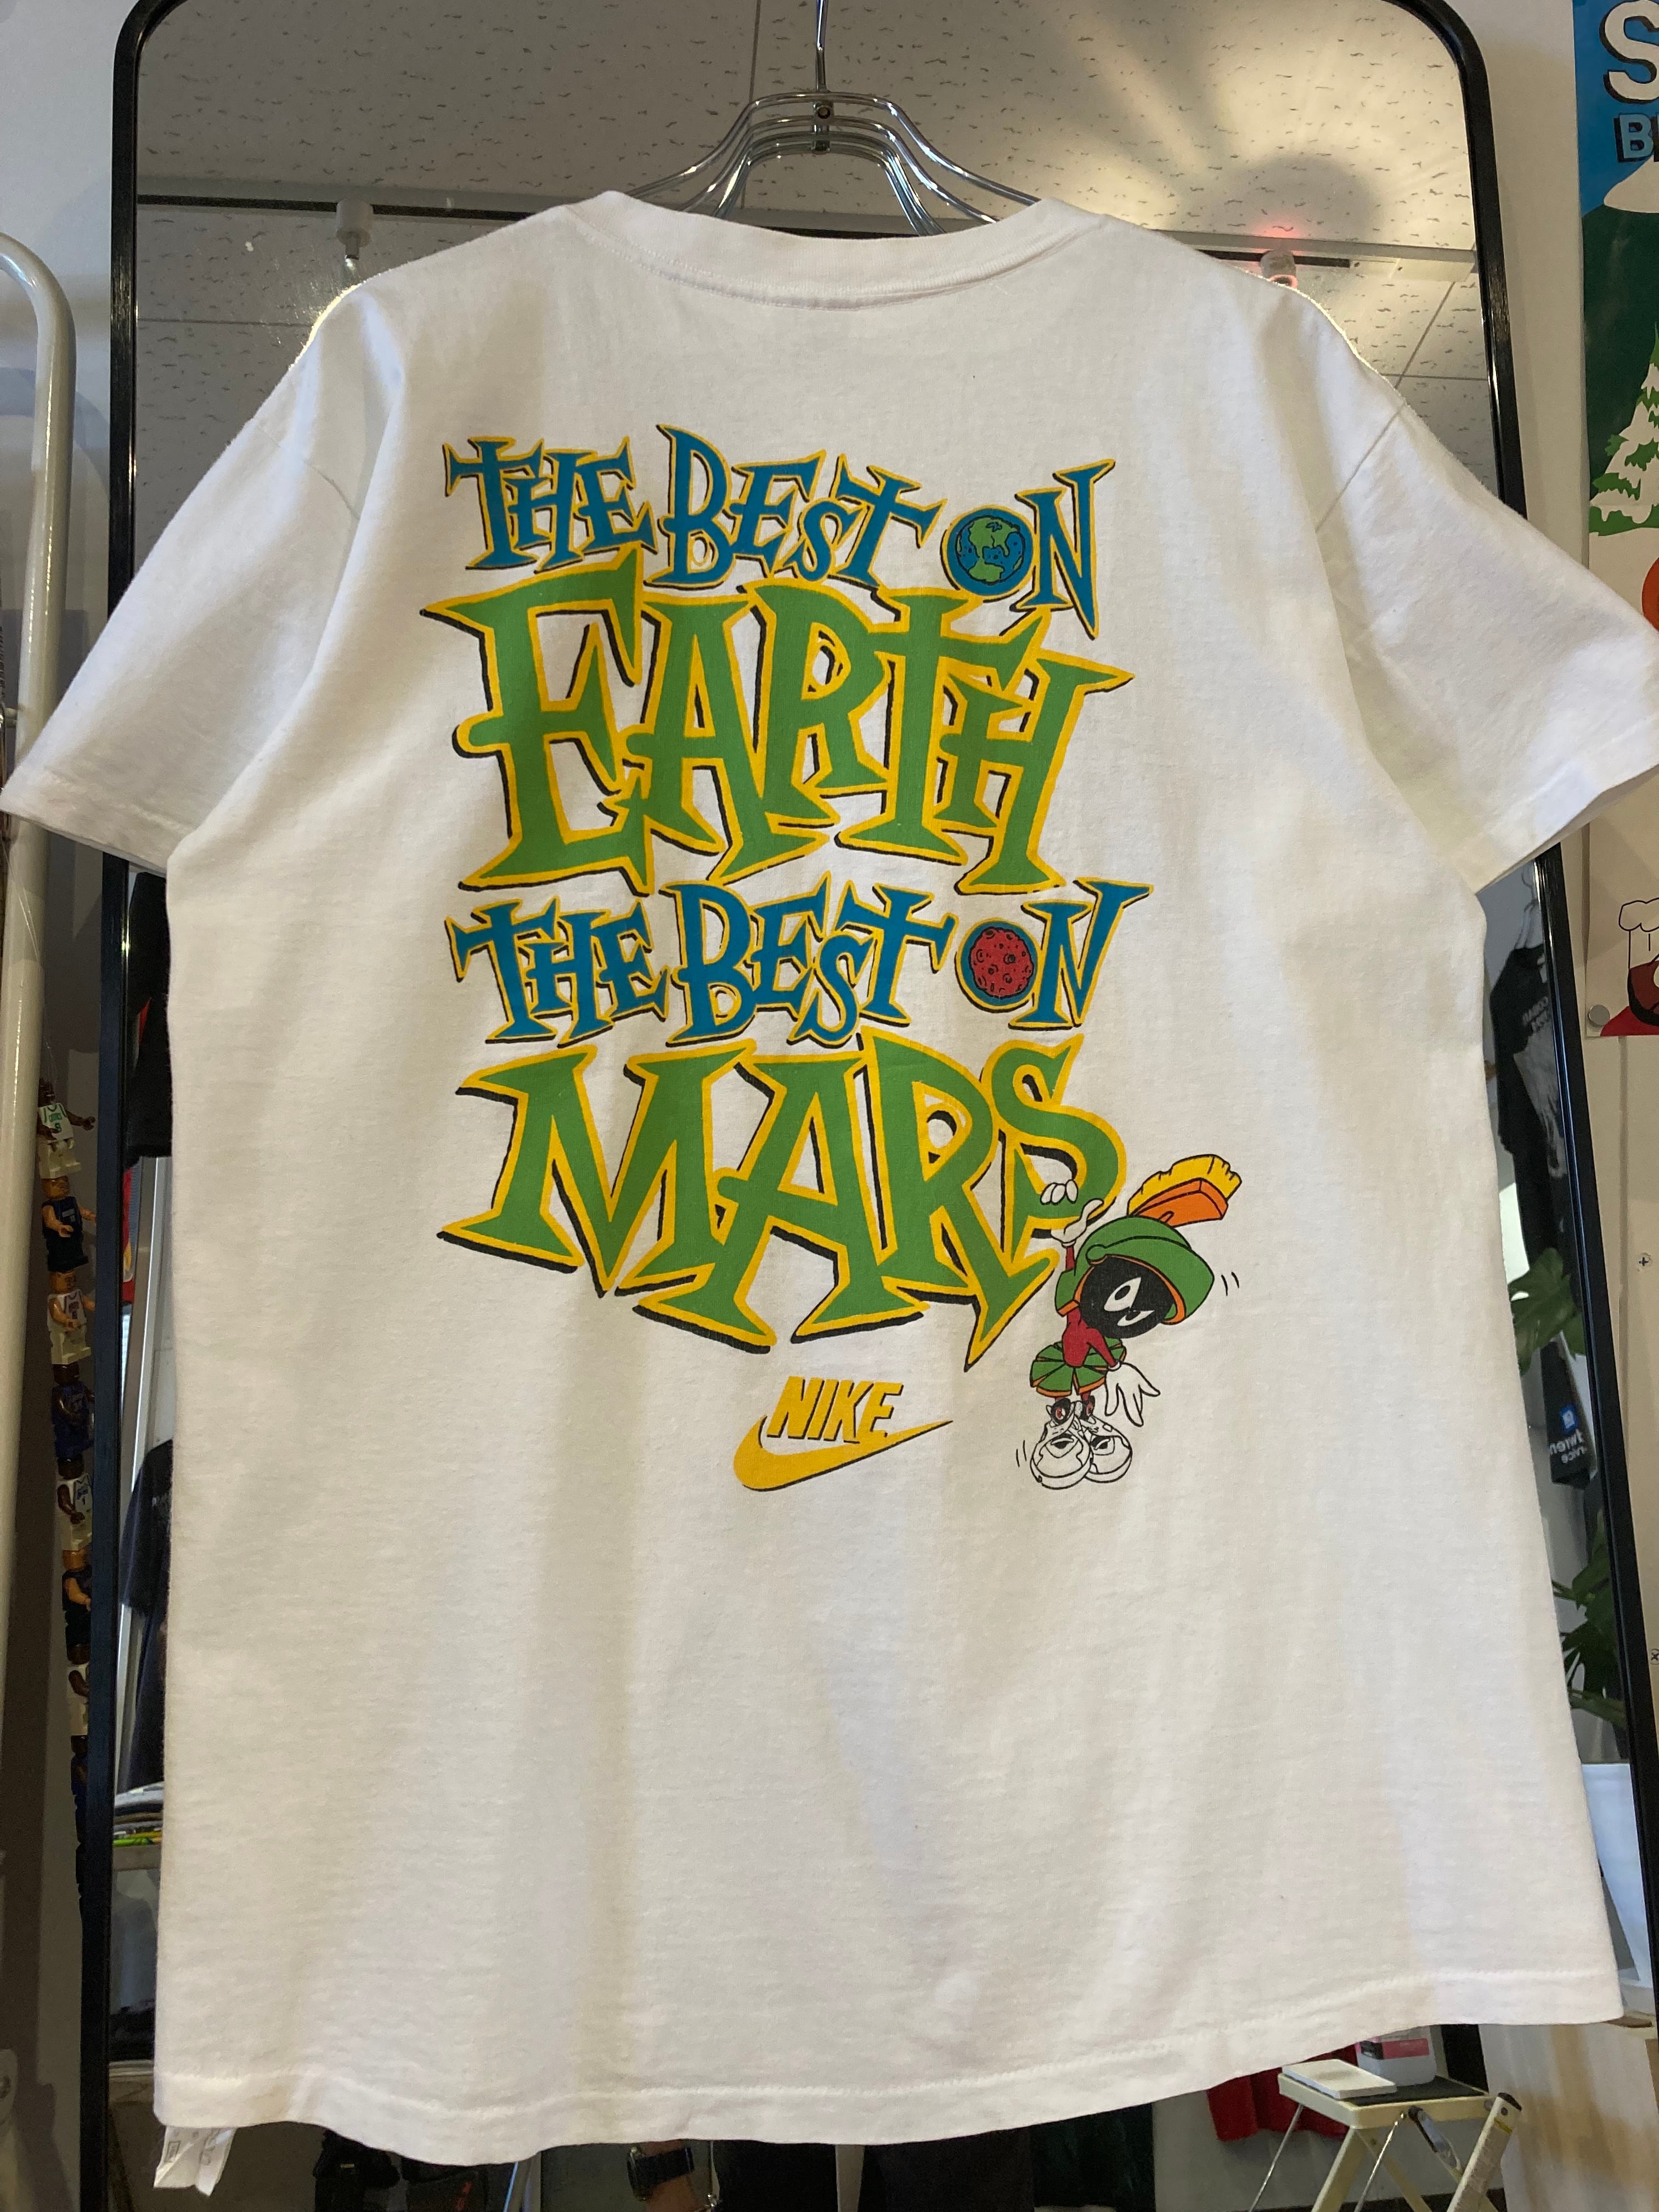 THE BEST ON
EARTH
THE BEST ON
MARS
NIKE